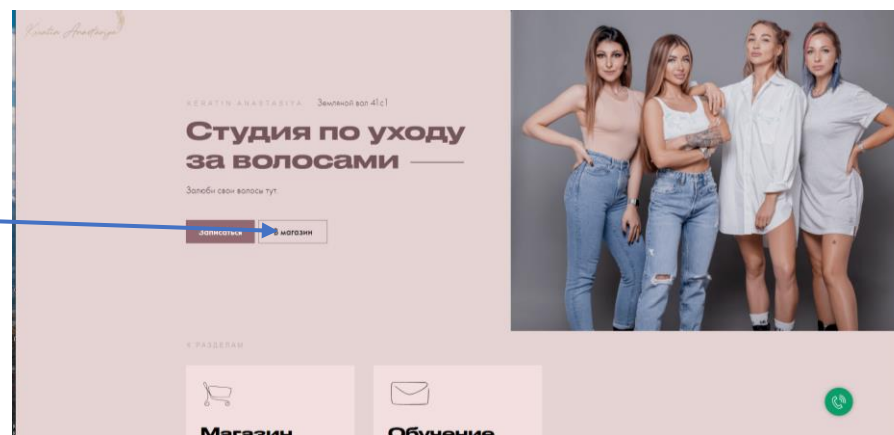 Keratin Anastasiya
KERATIN ANASTASIYA Земляной вал 41с1
Студия по уходу
за волосами
Залюби свои волосы тут.
Записаться В магазин
К РАЗДЕЛАМ
Магазин Обучение